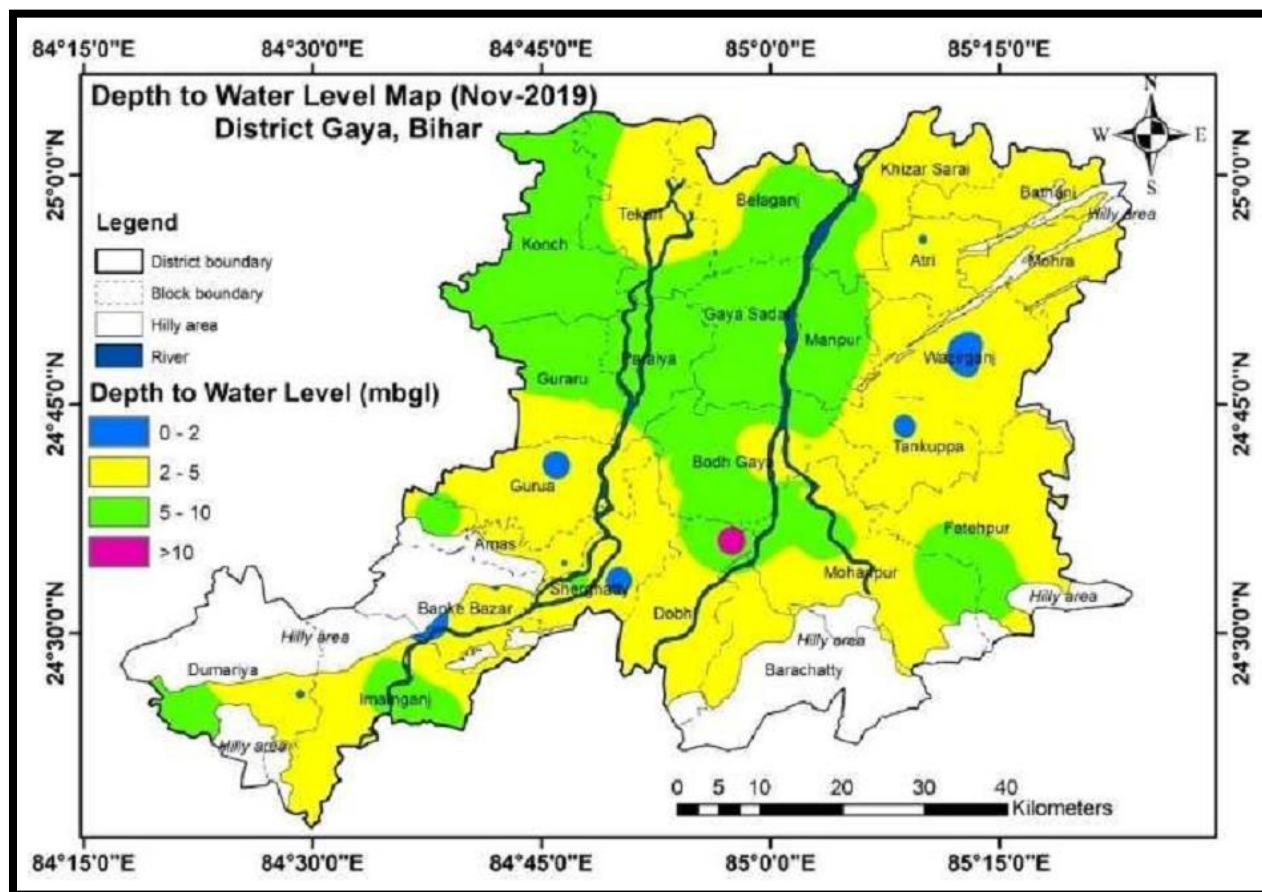 84°15'0"E 84°30'0"E 84°45'0"E 85°0'0"E 85°15'0"E
Depth to Water Level Map (Nov-2019)
District Gaya, Bihar
N
W E
S
25°0'0"N
25°0'0"N
24°45'0"N
24°45'0"N
24°30'0"N
24°30'0"N
Legend
District boundary
Block boundary
Hilly area
River
Depth to Water Level (mbgl)
0 - 2
2 - 5
5 - 10
>10
Khizar Sarai
Bathani
Hilly area
Belaganj
Tekari
Konch
Atri
Mohra
Gaya Sadar
Manpur
Paraiya
Wazirganj
Guraru
Tankuppa
Bodh Gaya
Gurua
Fatehpur
Amas
Mohanpur
Sherghaty
Hilly area
Banke Bazar
Dobhi
Hilly area
Hilly area
Dumariya
Barachatty
Imamganj
Hilly area
0 5 10 20 30 40
Kilometers
84°15'0"E 84°30'0"E 84°45'0"E 85°0'0"E 85°15'0"E